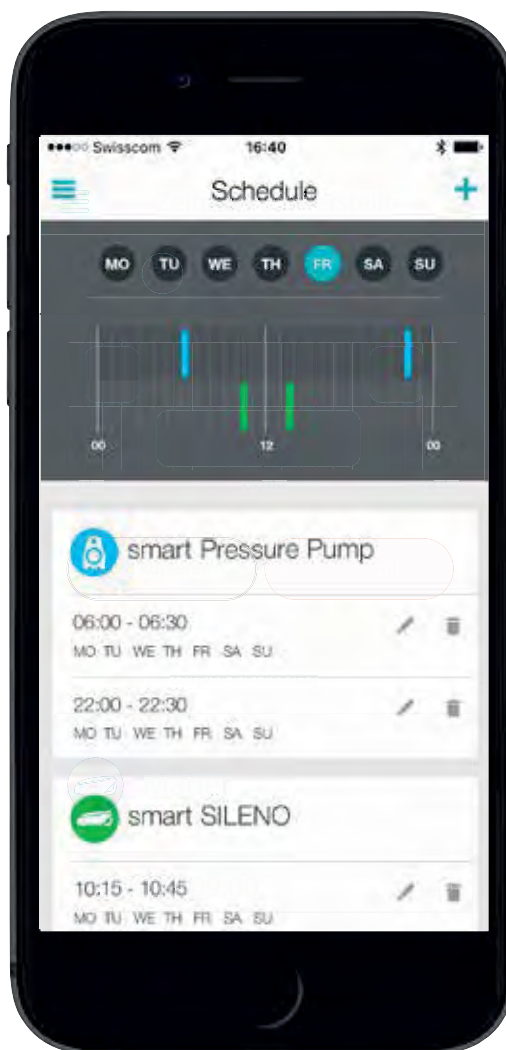 Swisscom 16:40
Schedule
MO TU WE TH FR SA SU
00 12 00
smart Pressure Pump
06:00 - 06:30
MO TU WE TH FR SA SU
22:00 - 22:30
MO TU WE TH FR SA SU
smart SILENO
10:15 - 10:45
MO TU WE TH FR SA SU